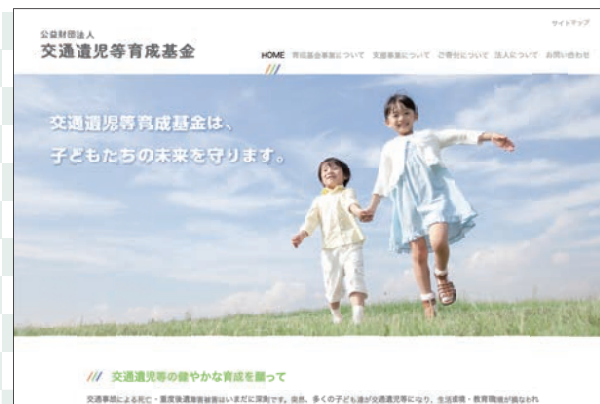 サイトマップ
公益財団法人
交通遺児等育成基金
HOME 育成基金事業について 支援事業について ご寄付について 法人について お問い合わせ
交通遺児等育成基金は、
子どもたちの未来を守ります。
交通遺児等の健やかな育成を願って
交通事故による死亡・重度後遺障害被害はいまだに深刻です。突然、多くの子ども達が交通遺児等になり、生活環境・教育環境が損なわれ